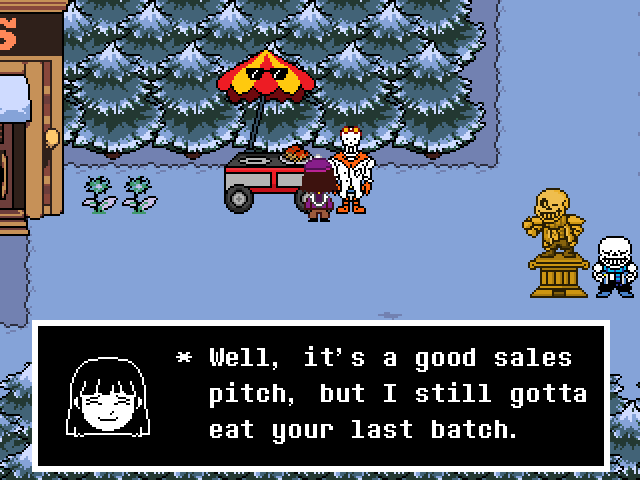 S
* Well, it's a good sales
pitch, but I still gotta
eat your last batch.